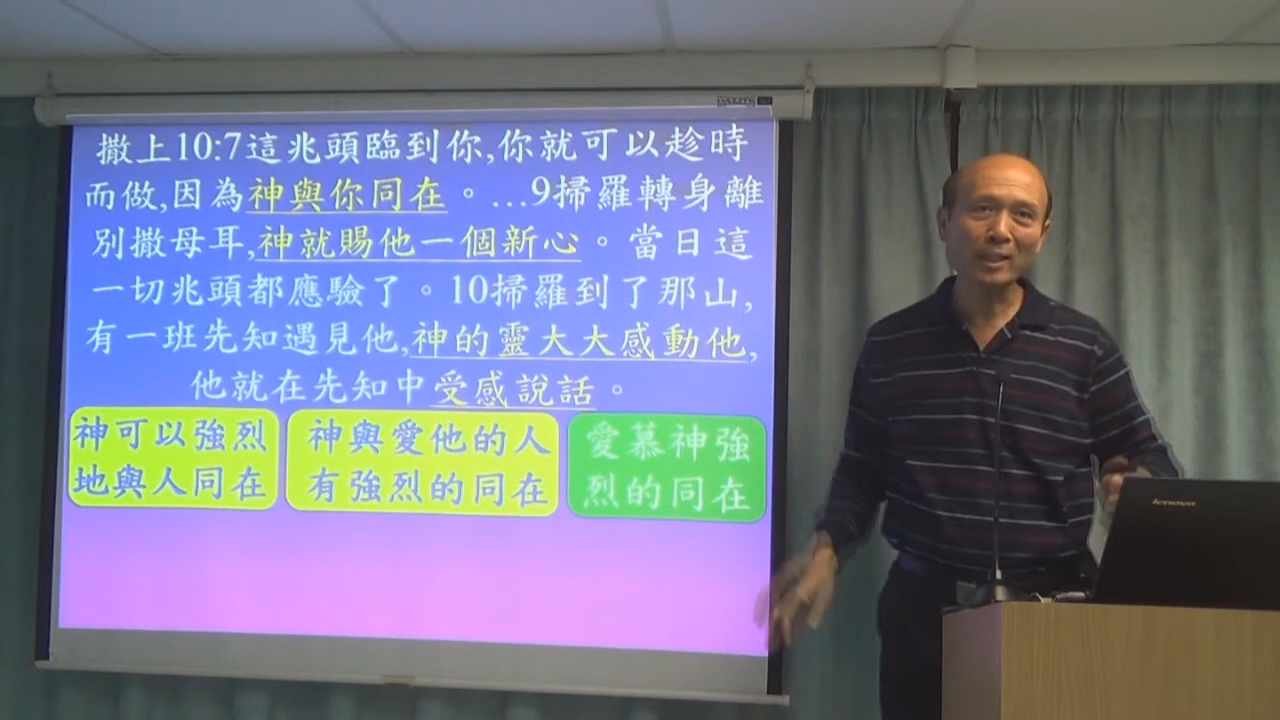 撒上10:7這兆頭臨到你,你就可以趁時
而做,因為神與你同在。…9掃羅轉身離
別撒母耳,神就賜他一個新心。當日這
一切兆頭都應驗了。10掃羅到了那山,
有一班先知遇見他,神的靈大大感動他,
他就在先知中受感說話。
神可以強烈
地與人同在
神與愛他的人
有強烈的同在
愛慕神強
烈的同在
lenovo